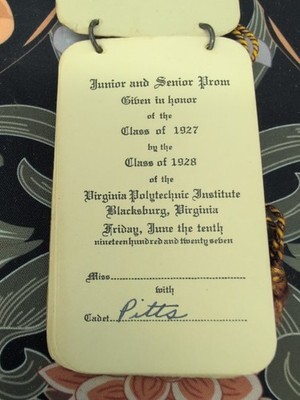 Junior and Senior Prom
Given in honor
of the
Class of 1927
by the
Class of 1928
of the
Virginia Polytechnic Institute
Blacksburg, Virginia
Friday, June the tenth
nineteen hundred and twenty seven
Miss
with
Cadet Pitts